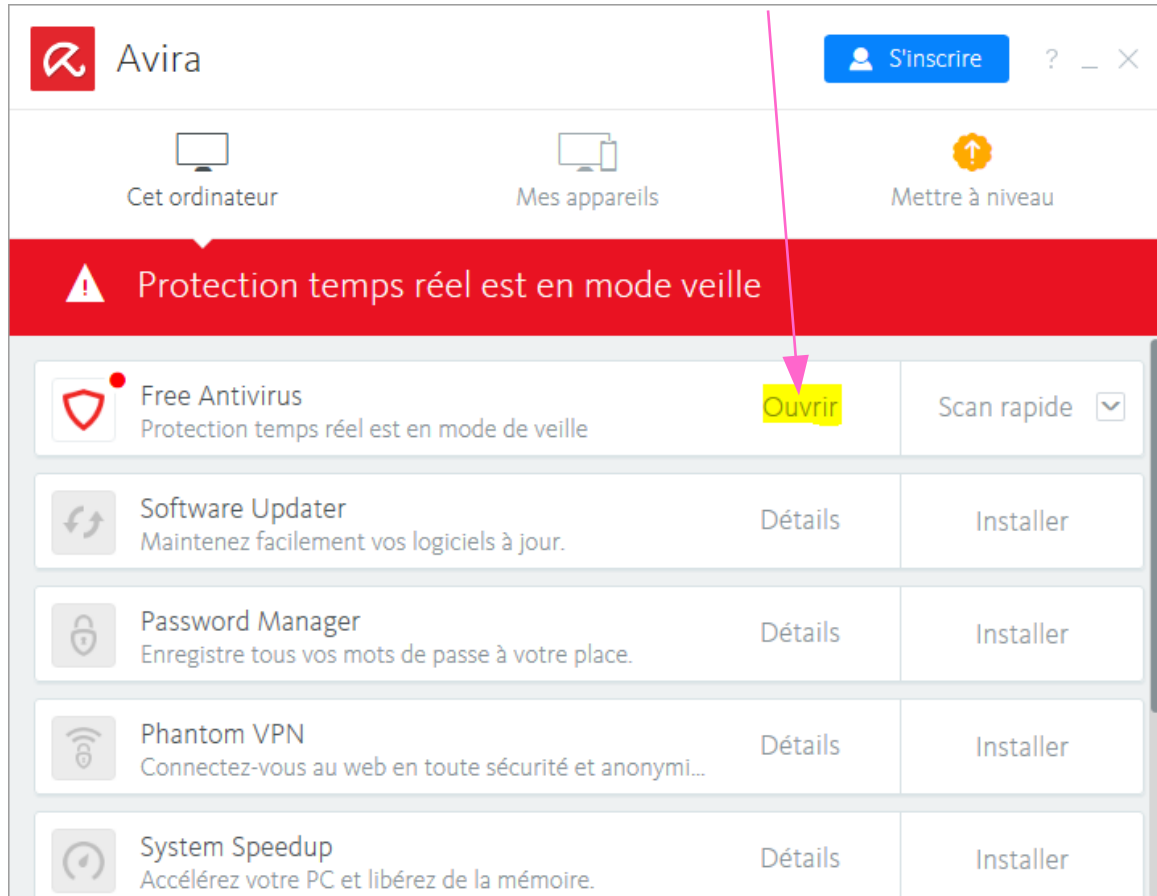 Avira
S'inscrire
?
Cet ordinateur
Mes appareils
Mettre à niveau
Protection temps réel est en mode veille
Free Antivirus
Protection temps réel est en mode de veille
Ouvrir
Scan rapide
Software Updater
Maintenez facilement vos logiciels à jour.
Détails
Installer
Password Manager
Enregistre tous vos mots de passe à votre place.
Détails
Installer
Phantom VPN
Connectez-vous au web en toute sécurité et anonymi...
Détails
Installer
System Speedup
Accélérez votre PC et libérez de la mémoire.
Détails
Installer